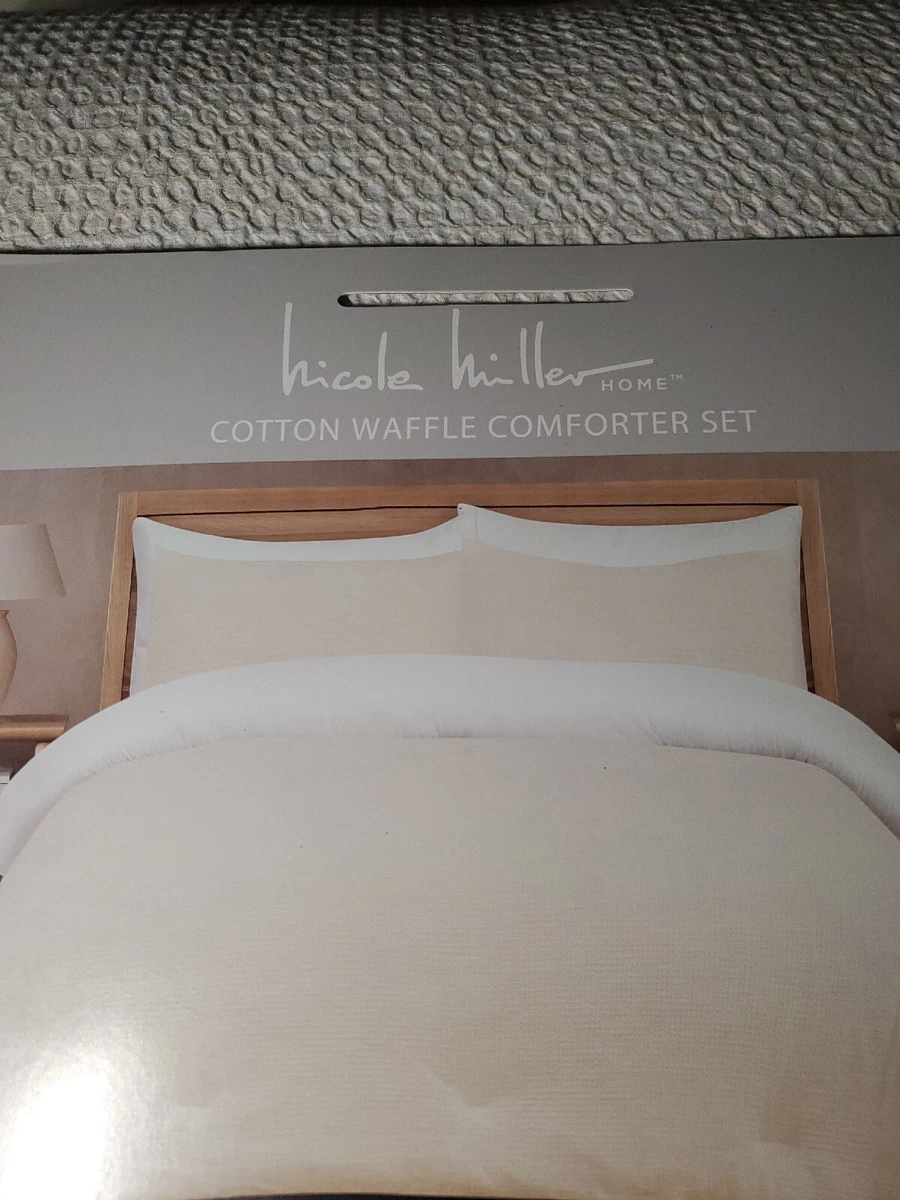 nicole miller HOME™
COTTON WAFFLE COMFORTER SET